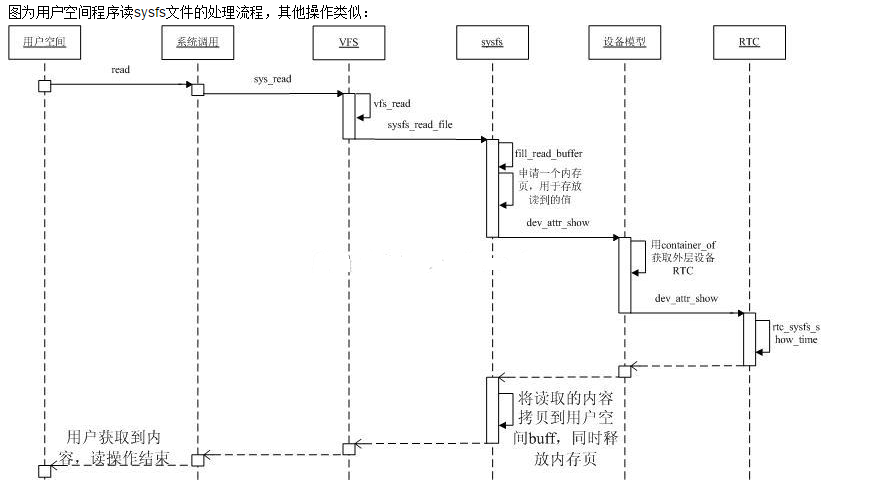 图为用户空间程序读sysfs文件的处理流程，其他操作类似：
用户空间
系统调用
VFS
sysfs
设备模型
RTC
read
sys_read
vfs_read
sysfs_read_file
fill_read_buffer
申请一个内存
页，用于存放
读到的值
dev_attr_show
用container_of
获取外层设备
RTC
dev_attr_show
rtc_sysfs_s
how_time
将读取的内容
拷贝到用户空
间buff，同时释
放内存页
用户获取到内
容，读操作结束